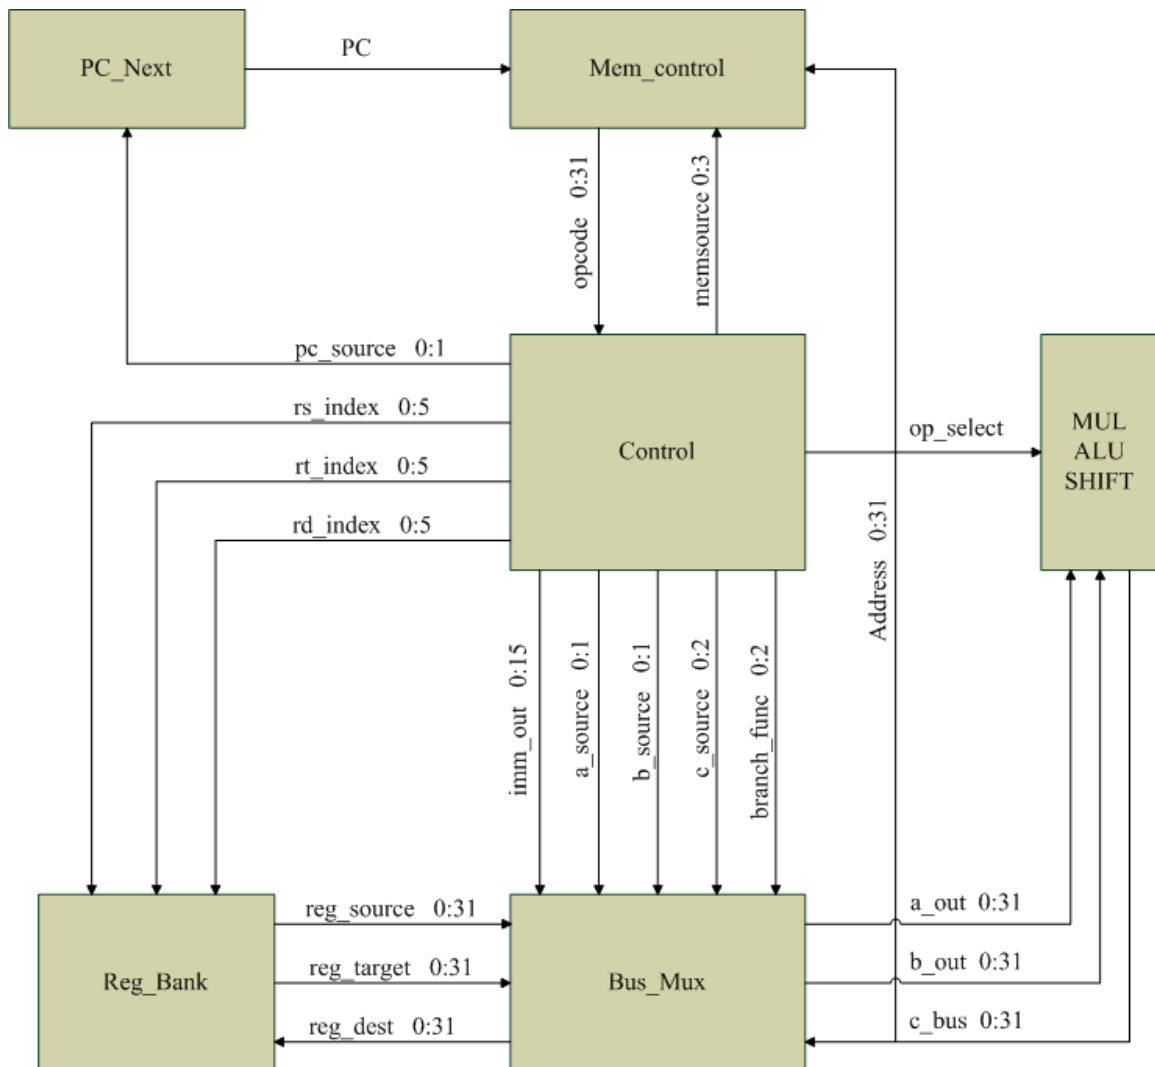 PC_Next
PC
Mem_control
opcode 0:31
memsource 0:3
pc_source 0:1
rs_index 0:5
rt_index 0:5
rd_index 0:5
Control
op_select
MUL
ALU
SHIFT
Address 0:31
imm_out 0:15
a_source 0:1
b_source 0:1
c_source 0:2
branch_func 0:2
Reg_Bank
reg_source 0:31
reg_target 0:31
reg_dest 0:31
Bus_Mux
a_out 0:31
b_out 0:31
c_bus 0:31